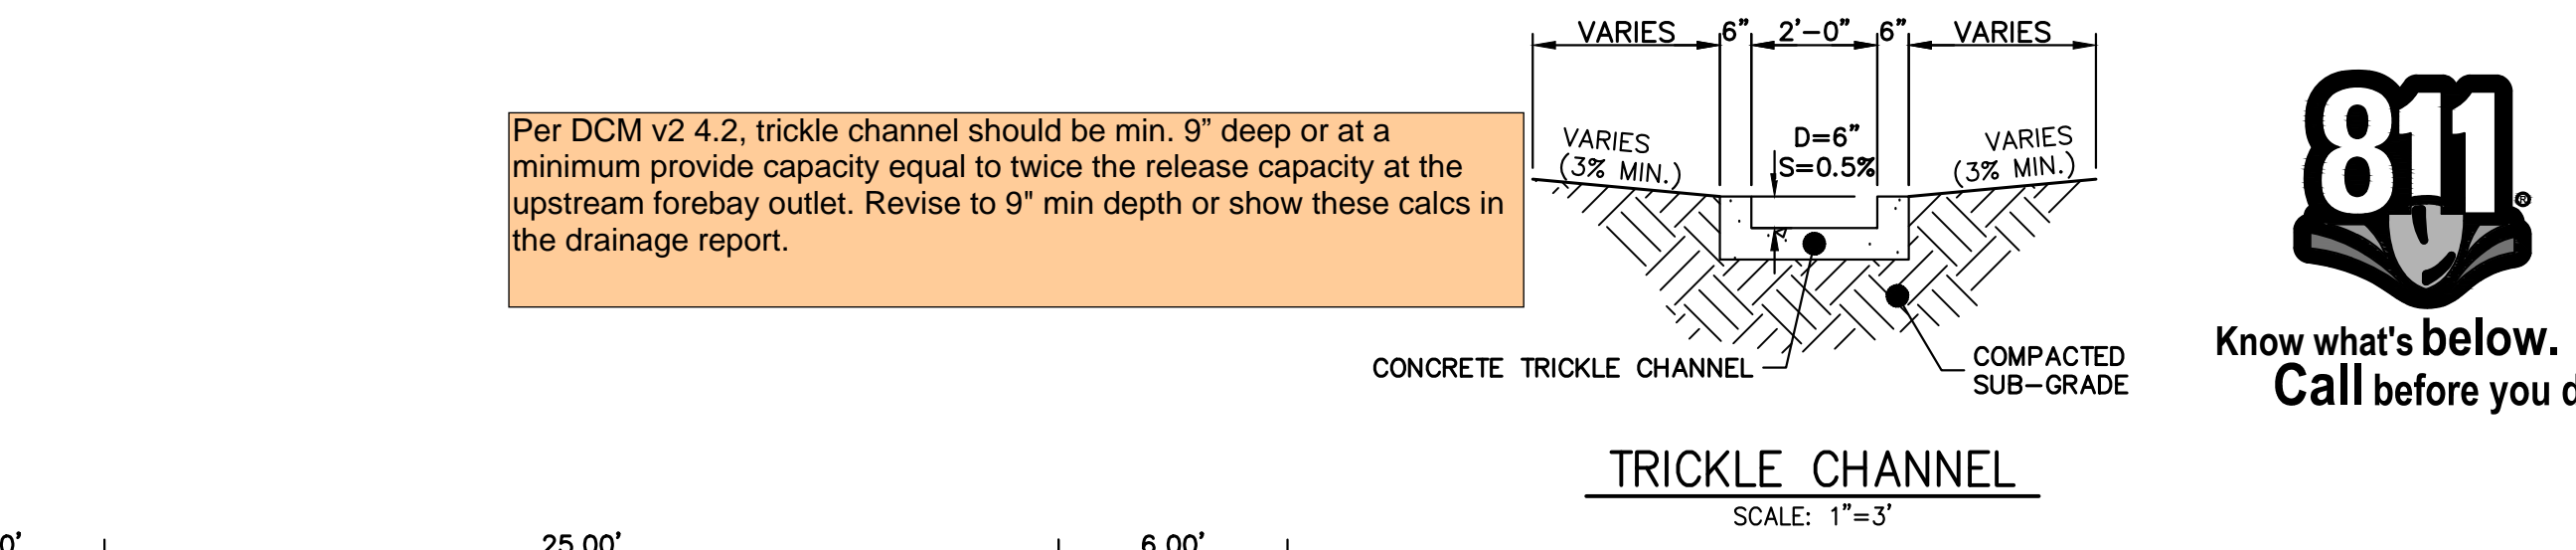 VARIES 6” 2’-0” 6” VARIES
Per DCM v2 4.2, trickle channel should be min. 9” deep or at a
minimum provide capacity equal to twice the release capacity at the
upstream forebay outlet. Revise to 9" min depth or show these calcs in
the drainage report.
VARIES
(3% MIN.)
D=6”
S=0.5%
VARIES
(3% MIN.)
CONCRETE TRICKLE CHANNEL
COMPACTED
SUB-GRADE
TRICKLE CHANNEL
SCALE: 1”=3’
811®
Know what's below.
Call before you d
0’ 25.00’ 6.00’